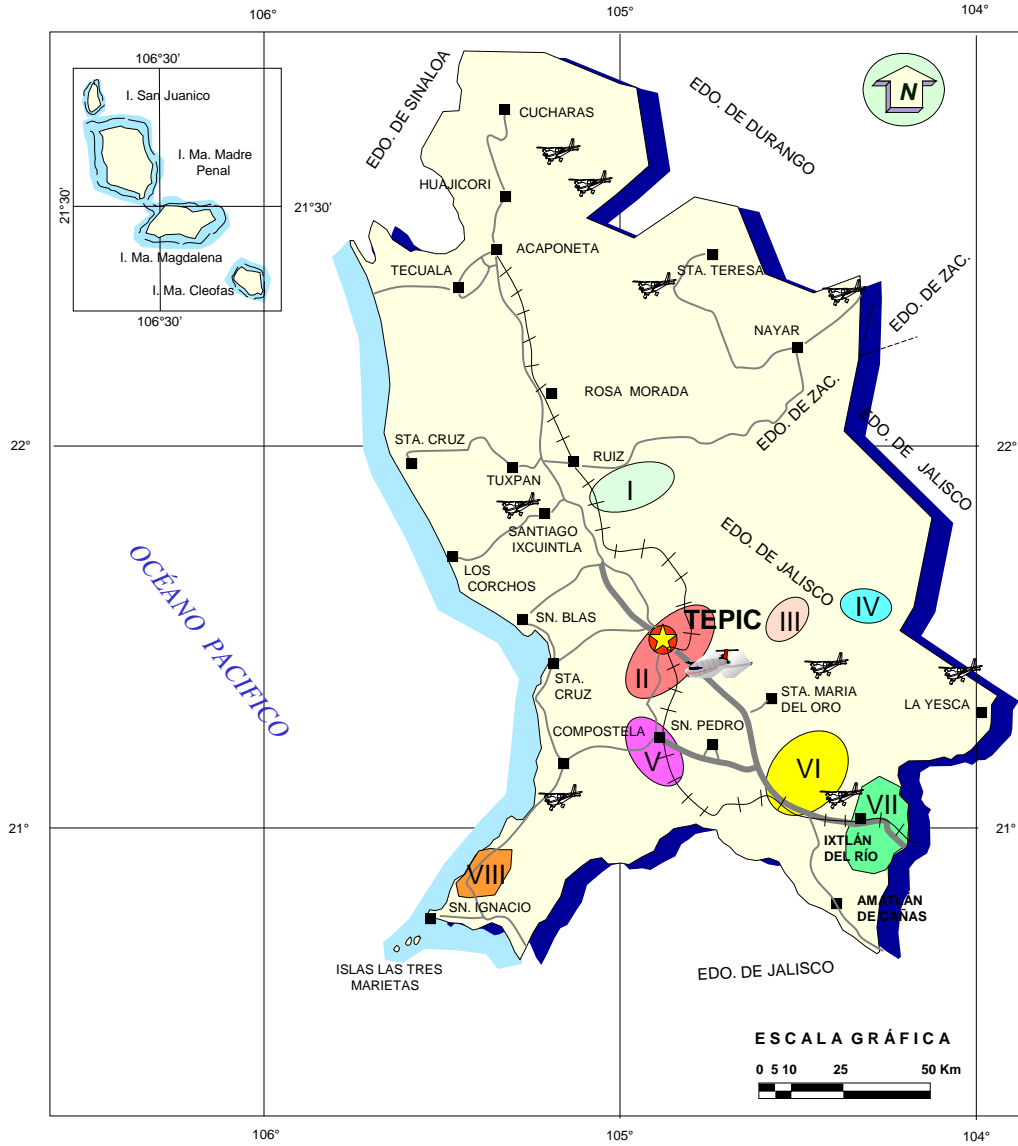 106°
105°
104°
106°30'
I. San Juanico
I. Ma. Madre
Penal
21°30'
21°30'
I. Ma. Magdalena
I. Ma. Cleofas
106°30'
EDO. DE SINALOA
EDO. DE DURANGO
N
CUCHARAS
HUAJICORI
ACAPONETA
TECUALA
STA. TERESA
EDO. DE ZAC.
NAYAR
ROSA MORADA
EDO. DE ZAC.
EDO. DE JALISCO
22°
22°
STA. CRUZ
RUIZ
TUXPAN
I
SANTIAGO
IXCUINTLA
EDO. DE JALISCO
LOS
CORCHOS
OCÉANO PACIFICO
SN. BLAS
TEPIC
III
IV
II
STA.
CRUZ
STA. MARIA
DEL ORO
LA YESCA
COMPOSTELA
SN. PEDRO
V
VI
VII
21°
21°
IXTLÁN
DEL RÍO
VIII
AMATLÁN
DE CAÑAS
SN. IGNACIO
ISLAS LAS TRES
MARIETAS
EDO. DE JALISCO
ESCALA GRÁFICA
0 5 10 25 50 Km
106°
105°
104°